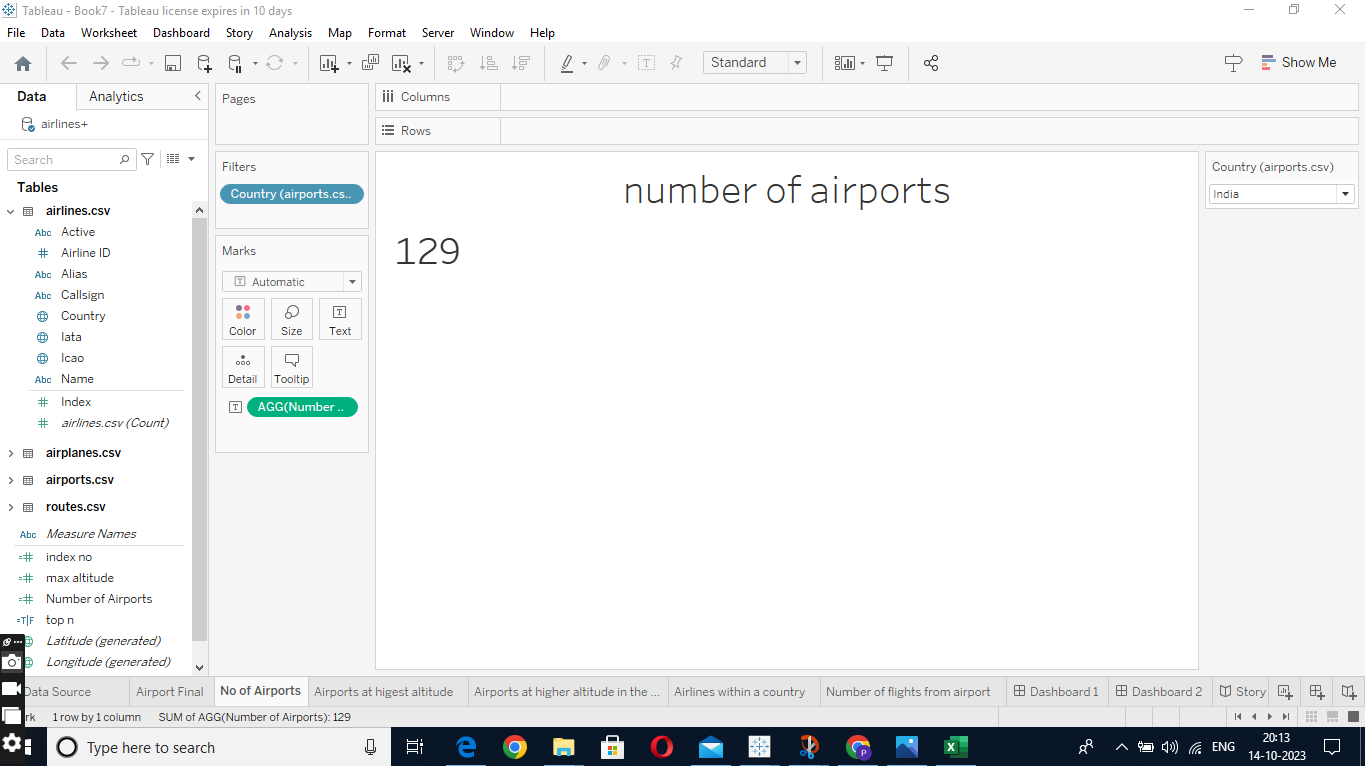 Tableau - Book7 - Tableau license expires in 10 days
File Data Worksheet Dashboard Story Analysis Map Format Server Window Help
Standard
Show Me
Data Analytics
airlines+
Search
Tables
airlines.csv
Abc Active
Airline ID
Abc Alias
Abc Callsign
Country
Iata
Icao
Abc Name
Index
airlines.csv (Count)
airplanes.csv
airports.csv
routes.csv
Abc Measure Names
index no
max altitude
Number of Airports
=T|F top n
Latitude (generated)
Longitude (generated)
Pages
Filters
Country (airports.cs..
Marks
Automatic
Color Size Text
Detail Tooltip
AGG(Number ..
Columns
Rows
number of airports
129
Country (airports.csv)
India
Data Source Airport Final No of Airports Airports at higest altitude Airports at higher altitude in the ... Airlines within a country Number of flights from airport Dashboard 1 Dashboard 2 Story
rk 1 row by 1 column SUM of AGG(Number of Airports): 129
Type here to search
ENG
20:13
14-10-2023